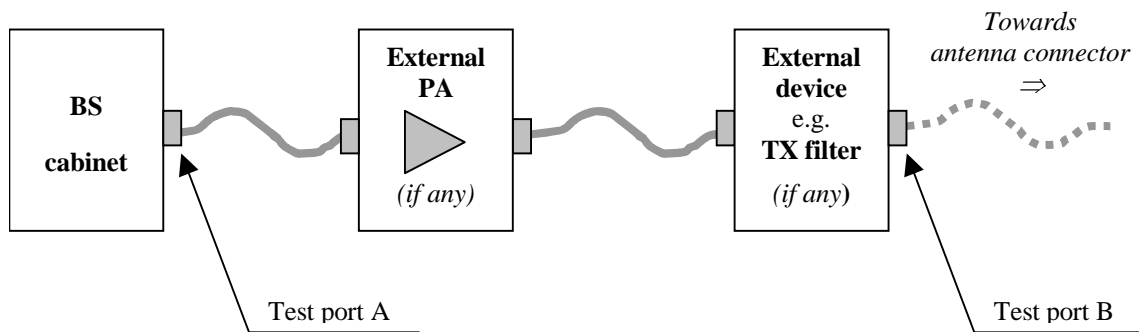 BS
cabinet
External
PA
(if any)
External
device
e.g.
TX filter
(if any)
Towards
antenna connector
⇒
Test port A
Test port B